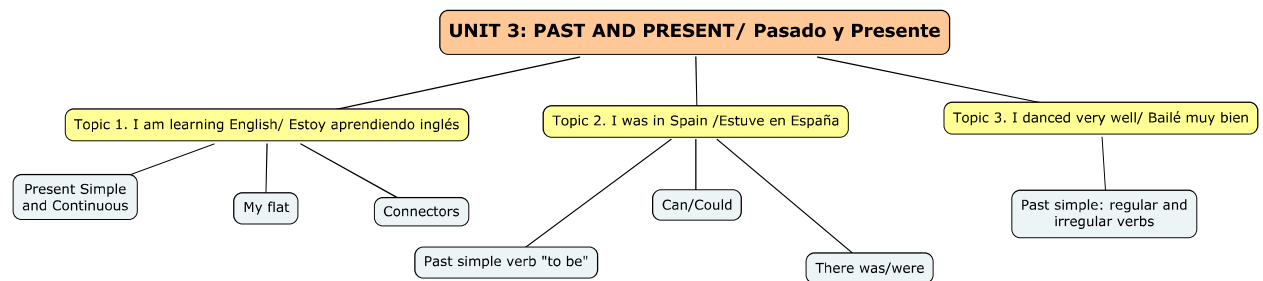 UNIT 3: PAST AND PRESENT/ Pasado y Presente
Topic 1. I am learning English/ Estoy aprendiendo inglés
Topic 2. I was in Spain /Estuve en España
Topic 3. I danced very well/ Bailé muy bien
Present Simple
and Continuous
My flat
Connectors
Can/Could
Past simple: regular and
irregular verbs
Past simple verb "to be"
There was/were